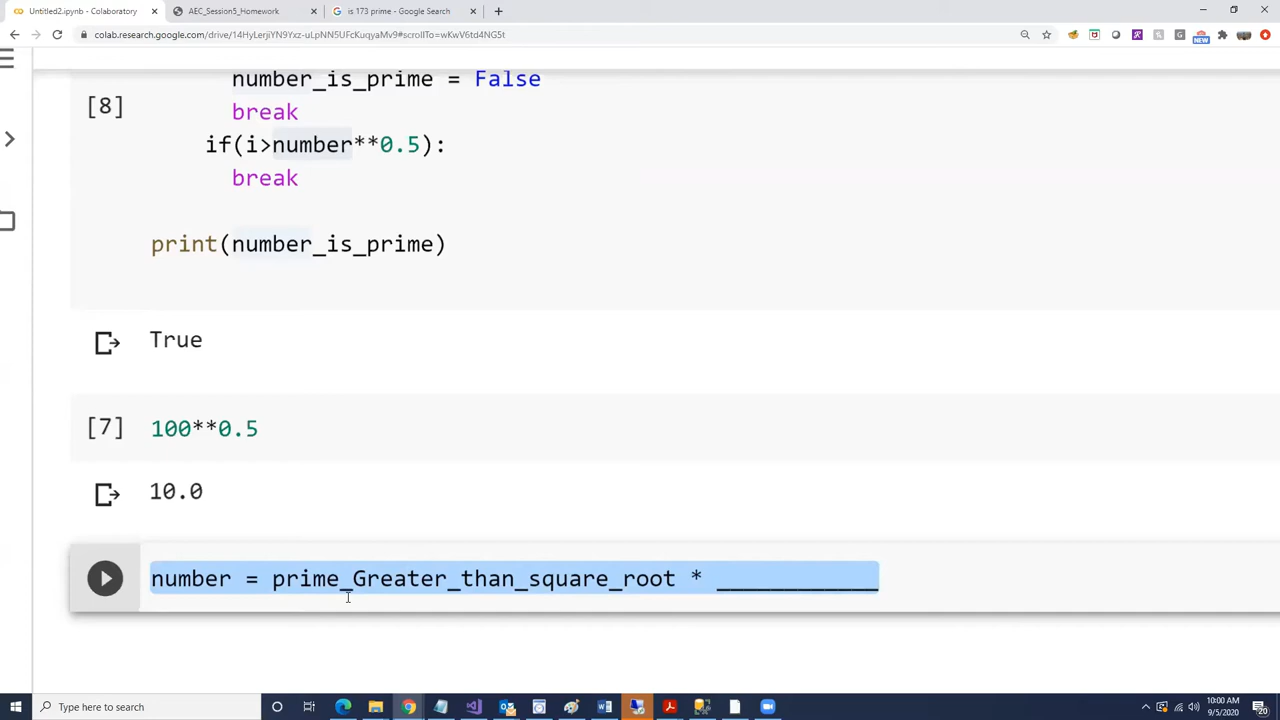 Untitled2.ipynb - Colaboratory
AEC_Session5_Homework
is 173 prime - Google Search
colab.research.google.com/drive/14HyLerjiYN9Yxz-uLpNN5UFcKuqyaMv9#scrollTo=wKwV6td4NG5t
NEW
number_is_prime = False
[8]
break
if(i>number**0.5):
break
print(number_is_prime)
True
[7] 100**0.5
10.0
number = prime_Greater_than_square_root * ____________
Type here to search
10:00 AM
9/5/2020
20